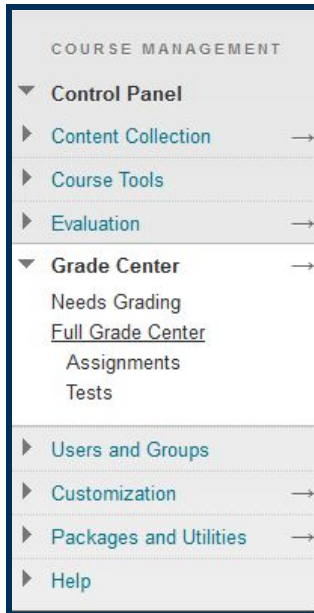 COURSE MANAGEMENT
Control Panel
Content Collection
Course Tools
Evaluation
Grade Center
Needs Grading
Full Grade Center
Assignments
Tests
Users and Groups
Customization
Packages and Utilities
Help